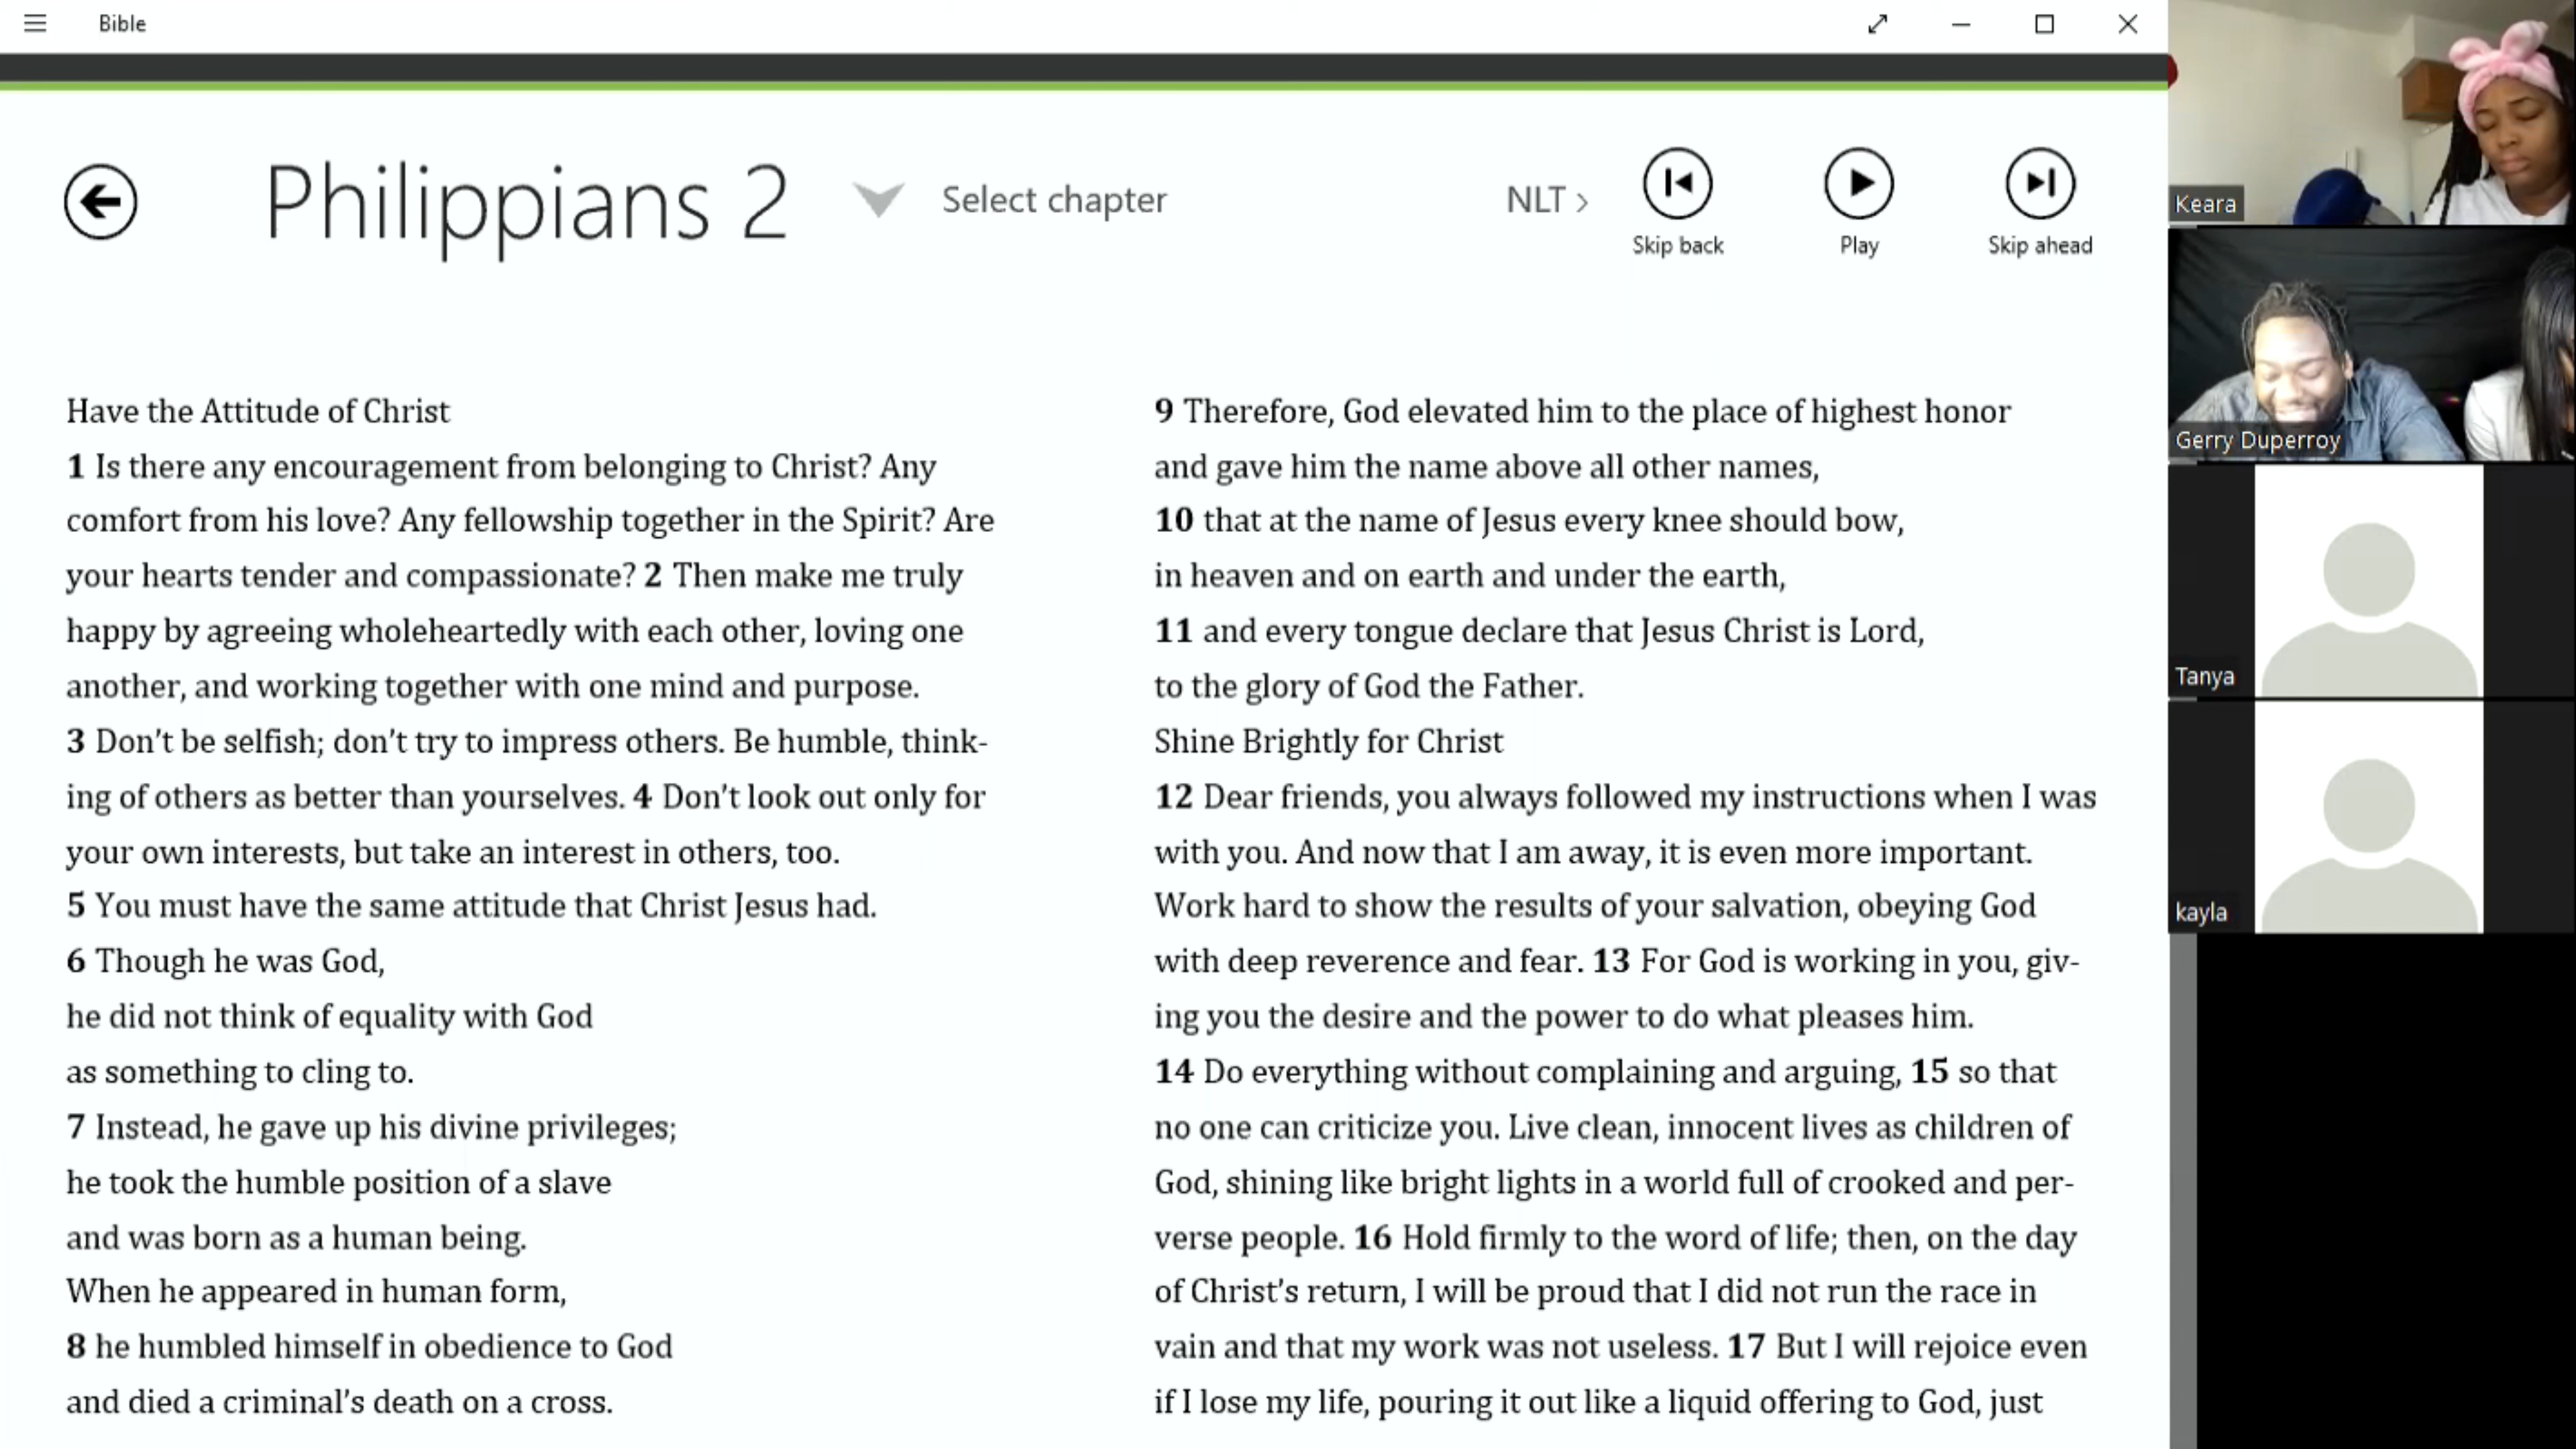 Bible
Philippians 2
Select chapter
NLT >
Skip back
Play
Skip ahead
Have the Attitude of Christ
1 Is there any encouragement from belonging to Christ? Any
comfort from his love? Any fellowship together in the Spirit? Are
your hearts tender and compassionate? 2 Then make me truly
happy by agreeing wholeheartedly with each other, loving one
another, and working together with one mind and purpose.
3 Don't be selfish; don't try to impress others. Be humble, think-
ing of others as better than yourselves. 4 Don't look out only for
your own interests, but take an interest in others, too.
5 You must have the same attitude that Christ Jesus had.
6 Though he was God,
he did not think of equality with God
as something to cling to.
7 Instead, he gave up his divine privileges;
he took the humble position of a slave
and was born as a human being.
When he appeared in human form,
8 he humbled himself in obedience to God
and died a criminal's death on a cross.
9 Therefore, God elevated him to the place of highest honor
and gave him the name above all other names,
10 that at the name of Jesus every knee should bow,
in heaven and on earth and under the earth,
11 and every tongue declare that Jesus Christ is Lord,
to the glory of God the Father.
Shine Brightly for Christ
12 Dear friends, you always followed my instructions when I was
with you. And now that I am away, it is even more important.
Work hard to show the results of your salvation, obeying God
with deep reverence and fear. 13 For God is working in you, giv-
ing you the desire and the power to do what pleases him.
14 Do everything without complaining and arguing, 15 so that
no one can criticize you. Live clean, innocent lives as children of
God, shining like bright lights in a world full of crooked and per-
verse people. 16 Hold firmly to the word of life; then, on the day
of Christ's return, I will be proud that I did not run the race in
vain and that my work was not useless. 17 But I will rejoice even
if I lose my life, pouring it out like a liquid offering to God, just
Keara
Gerry Duperroy
Tanya
kayla